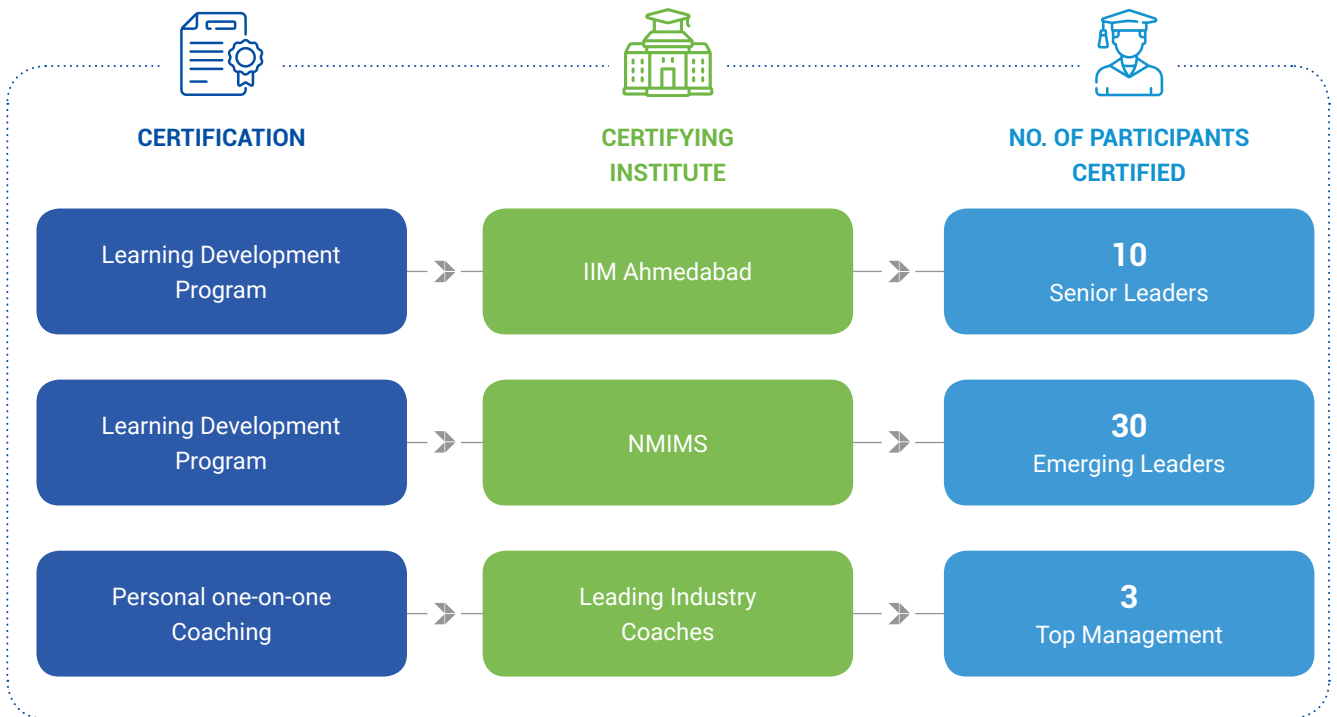 CERTIFICATION
CERTIFYING
INSTITUTE
NO. OF PARTICIPANTS
CERTIFIED
Learning Development
Program
IIM Ahmedabad
10
Senior Leaders
Learning Development
Program
NMIMS
30
Emerging Leaders
Personal one-on-one
Coaching
Leading Industry
Coaches
3
Top Management